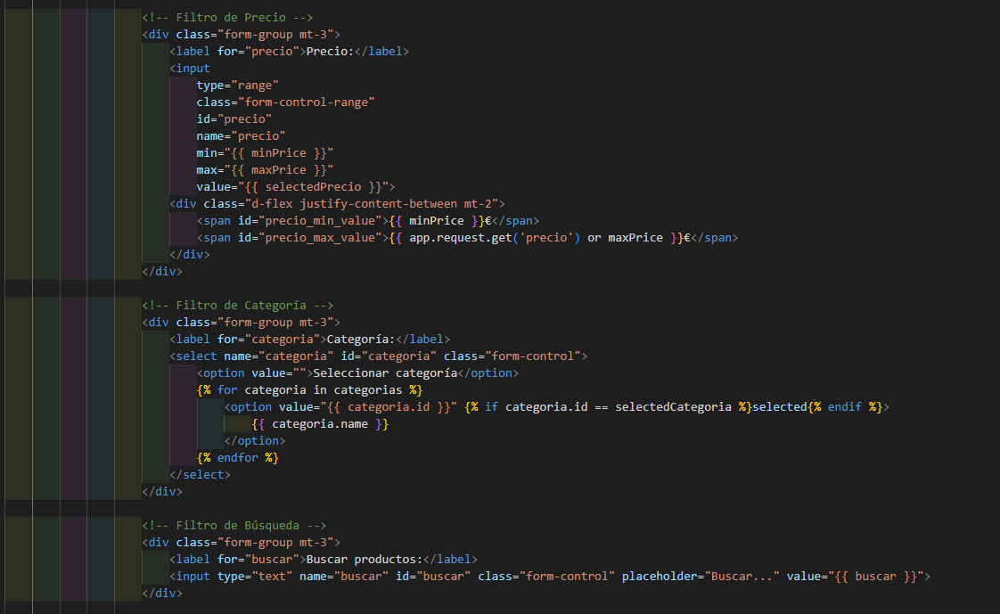 <!-- Filtro de Precio -->
<div class="form-group mt-3">
<label for="precio">Precio:</label>
<input
type="range"
class="form-control-range"
id="precio"
name="precio"
min="{{ minPrice }}"
max="{{ maxPrice }}"
value="{{ selectedPrecio }}">
<div class="d-flex justify-content-between mt-2">
<span id="precio_min_value">{{ minPrice }}€</span>
<span id="precio_max_value">{{ app.request.get('precio') or maxPrice }}€</span>
</div>
</div>
<!-- Filtro de Categoría -->
<div class="form-group mt-3">
<label for="categoria">Categoría:</label>
<select name="categoria" id="categoria" class="form-control">
<option value="">Seleccionar categoría</option>
{% for categoria in categorias %}
<option value="{{ categoria.id }}" {% if categoria.id == selectedCategoria %}selected{% endif %}>
{{ categoria.name }}
</option>
{% endfor %}
</select>
</div>
<!-- Filtro de Búsqueda -->
<div class="form-group mt-3">
<label for="buscar">Buscar productos:</label>
<input type="text" name="buscar" id="buscar" class="form-control" placeholder="Buscar..." value="{{ buscar }}">
</div>